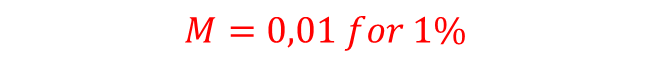 M = 0,01 for 1%